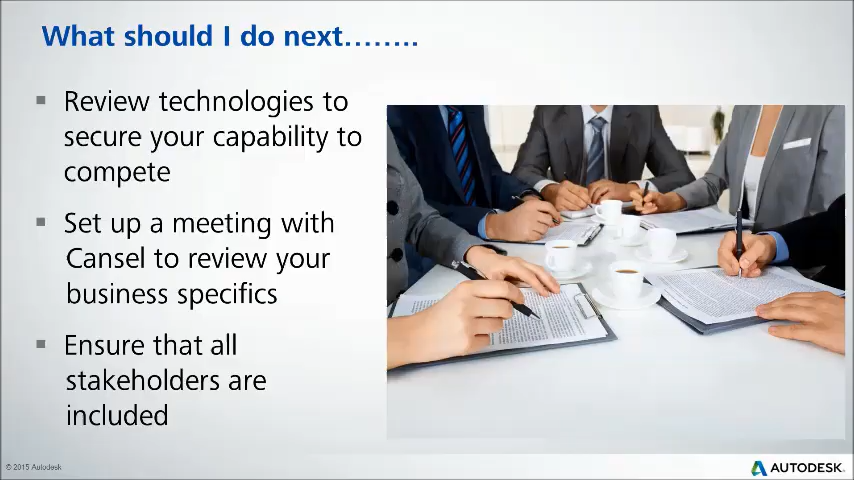 What should I do next........
▪ Review technologies to
secure your capability to
compete
▪ Set up a meeting with
Cansel to review your
business specifics
▪ Ensure that all
stakeholders are
included
© 2015 Autodesk
AUTODESK.